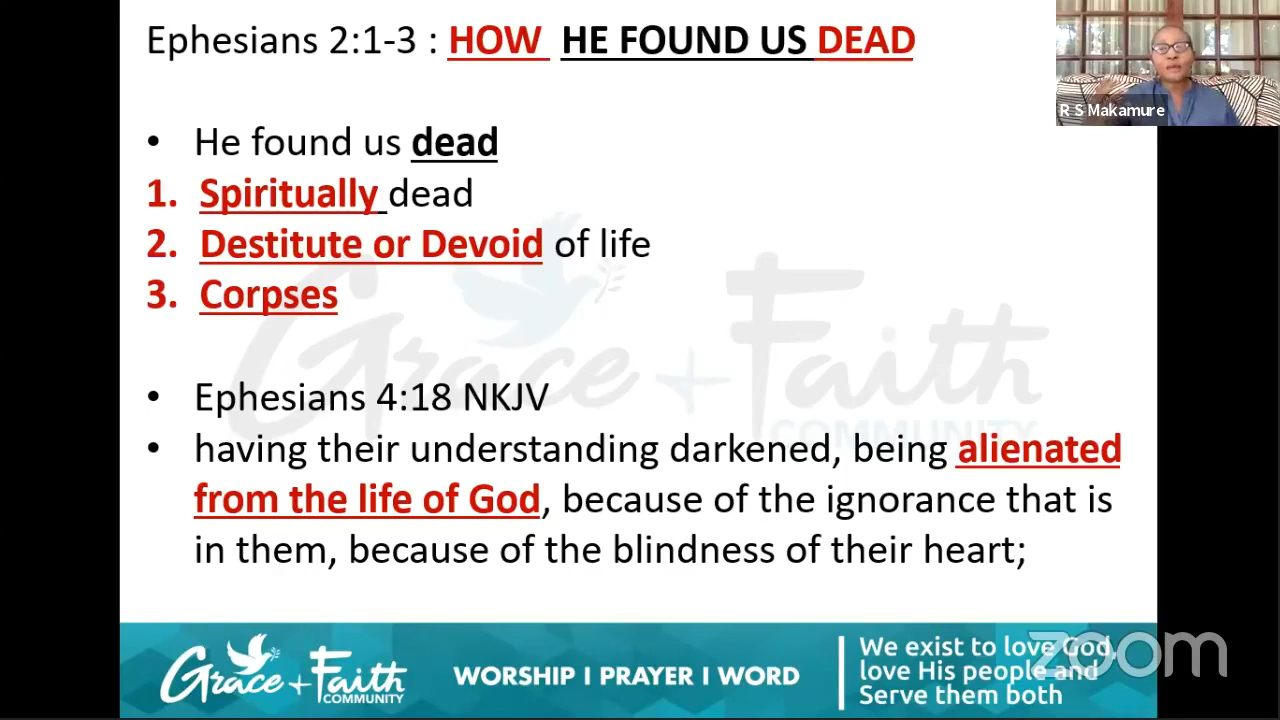 Ephesians 2:1-3 : HOW HE FOUND US DEAD
R S Makamure
• He found us dead
1. Spiritually dead
2. Destitute or Devoid of life
3. Corpses
Grace + Faith
COMMUNITY
• Ephesians 4:18 NKJV
• having their understanding darkened, being alienated
from the life of God, because of the ignorance that is
in them, because of the blindness of their heart;
Grace + Faith
COMMUNITY
WORSHIP I PRAYER I WORD
We exist to love God,
love His people and
Serve them both
zoom